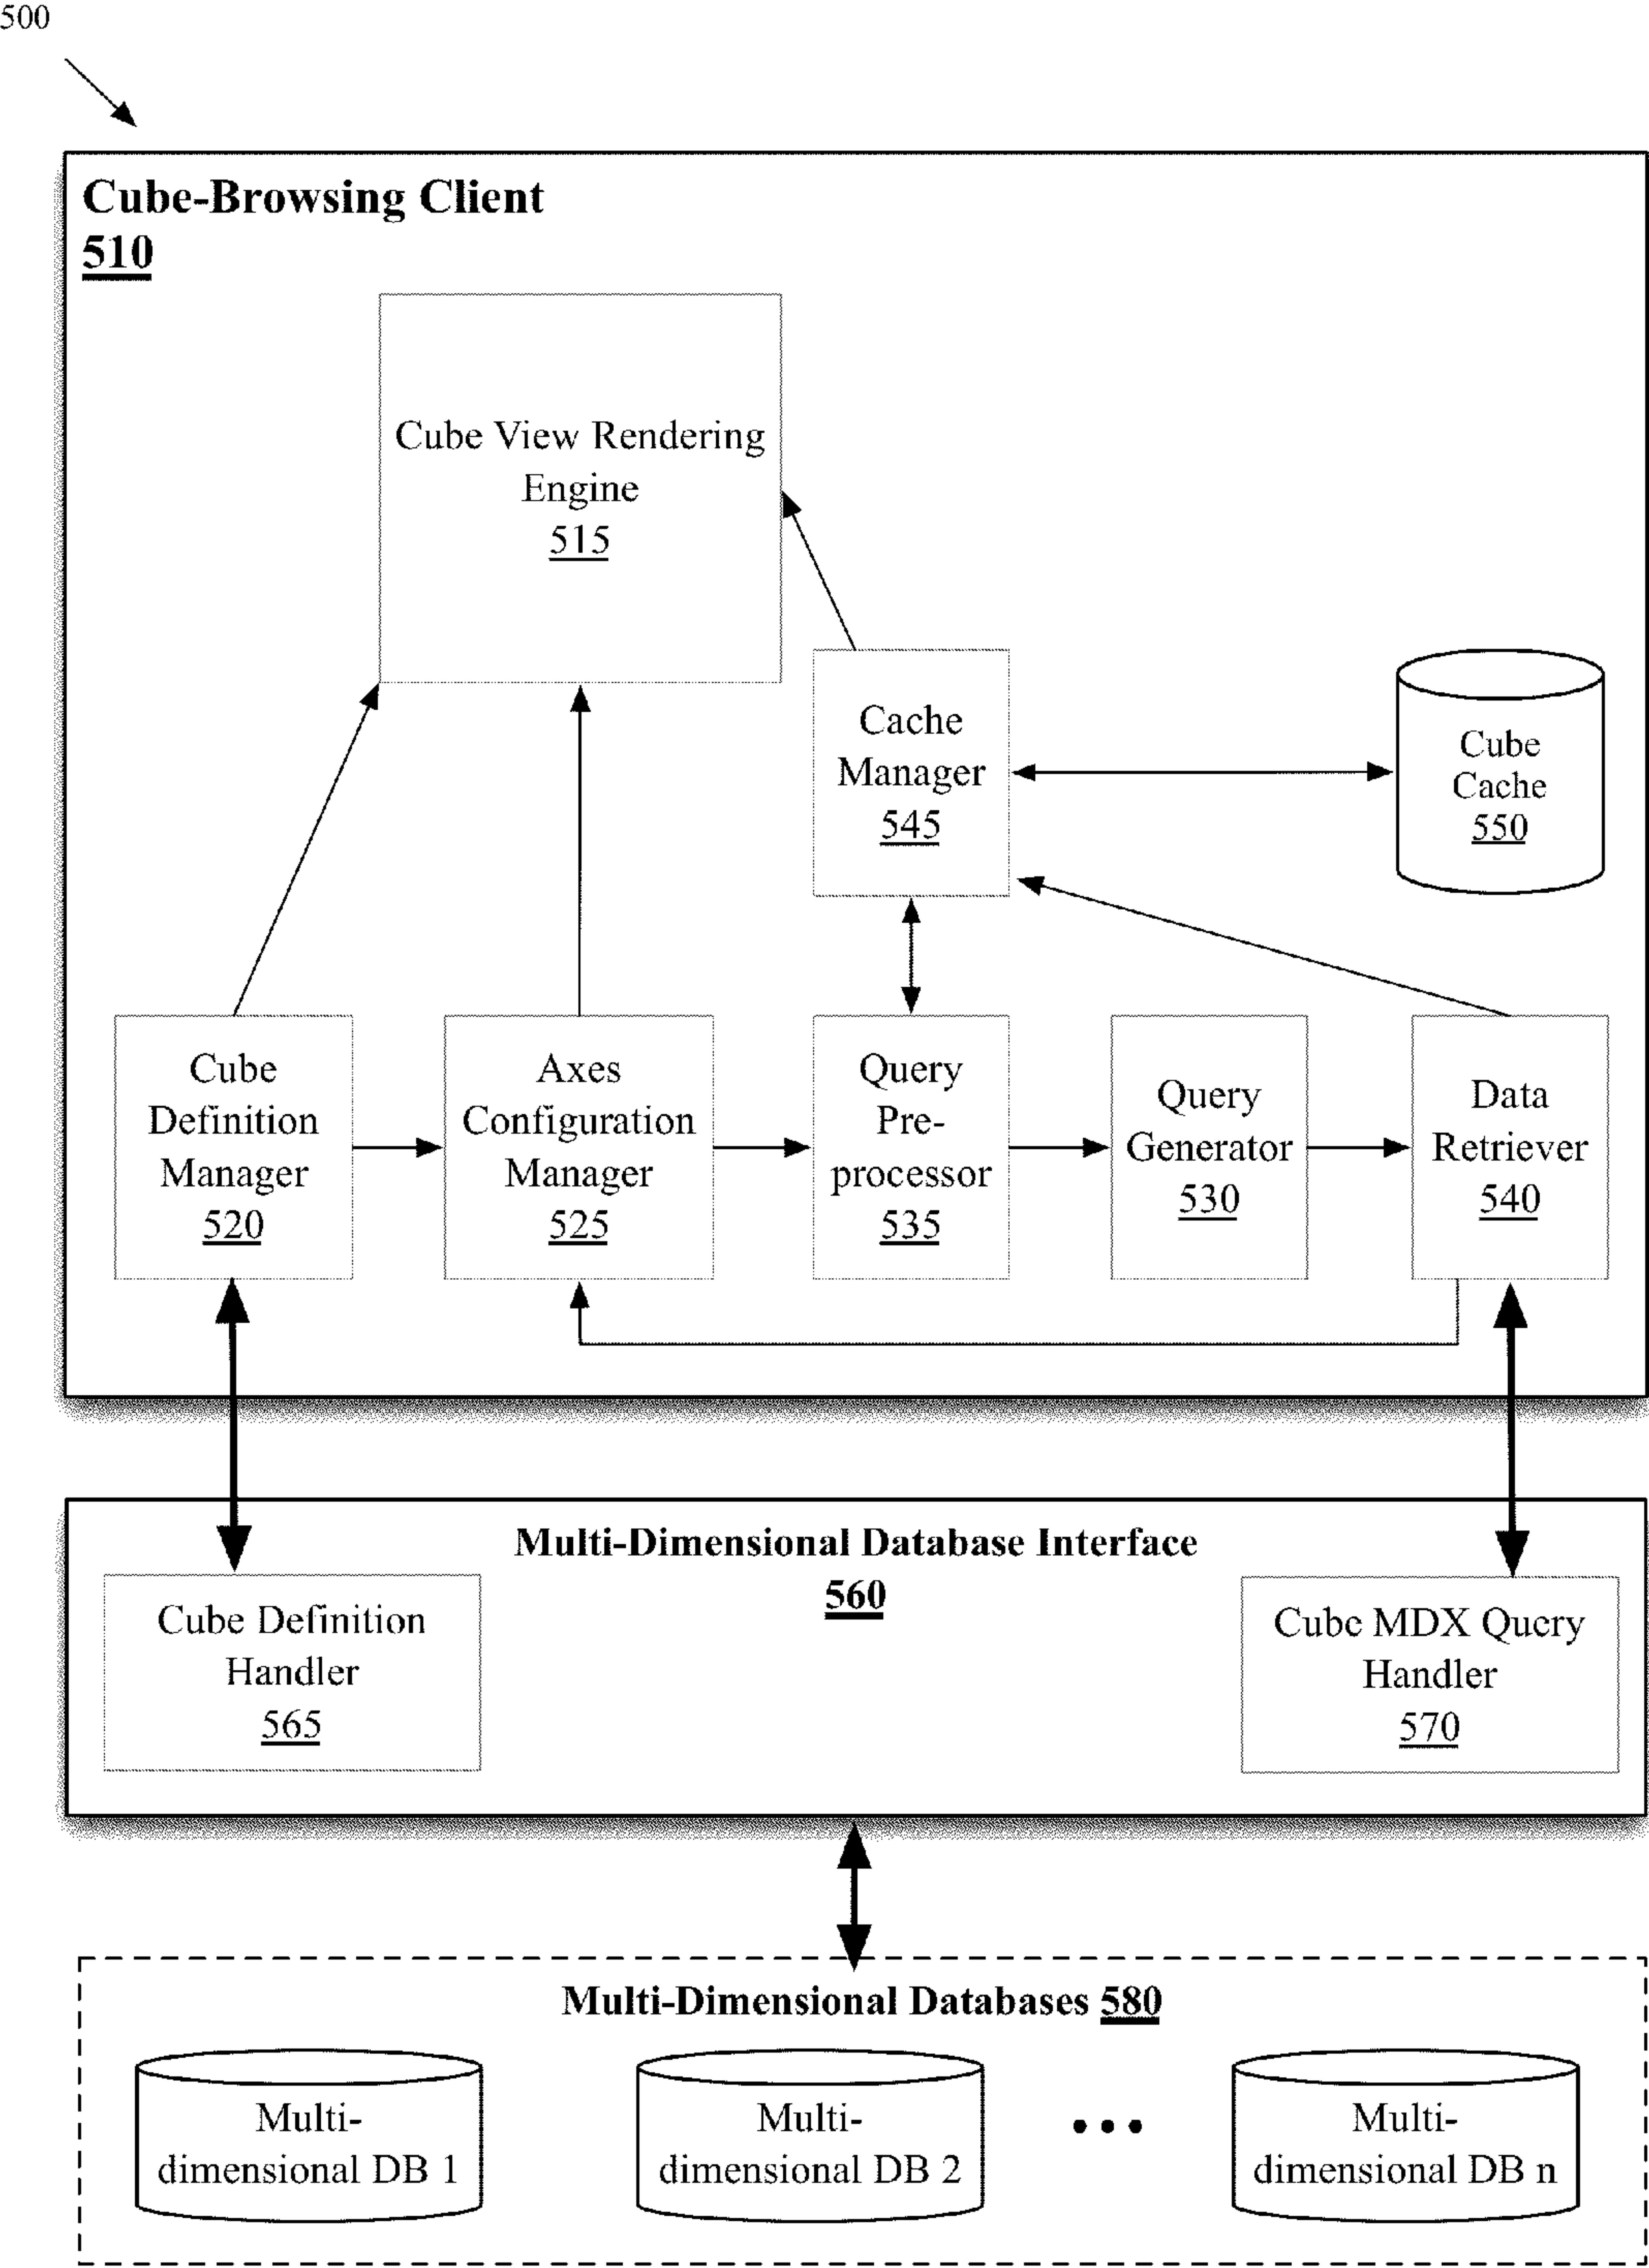 500
Cube-Browsing Client
510
Cube View Rendering
Engine
515
Cache
Manager
545
Cube
Cache
550
Cube
Definition
Manager
520
Axes
Configuration
Manager
525
Query
Pre-
processor
535
Query
Generator
530
Data
Retriever
540
Multi-Dimensional Database Interface
560
Cube Definition
Handler
565
Cube MDX Query
Handler
570
Multi-Dimensional Databases 580
Multi-
dimensional DB 1
Multi-
dimensional DB 2
•••
Multi-
dimensional DB n